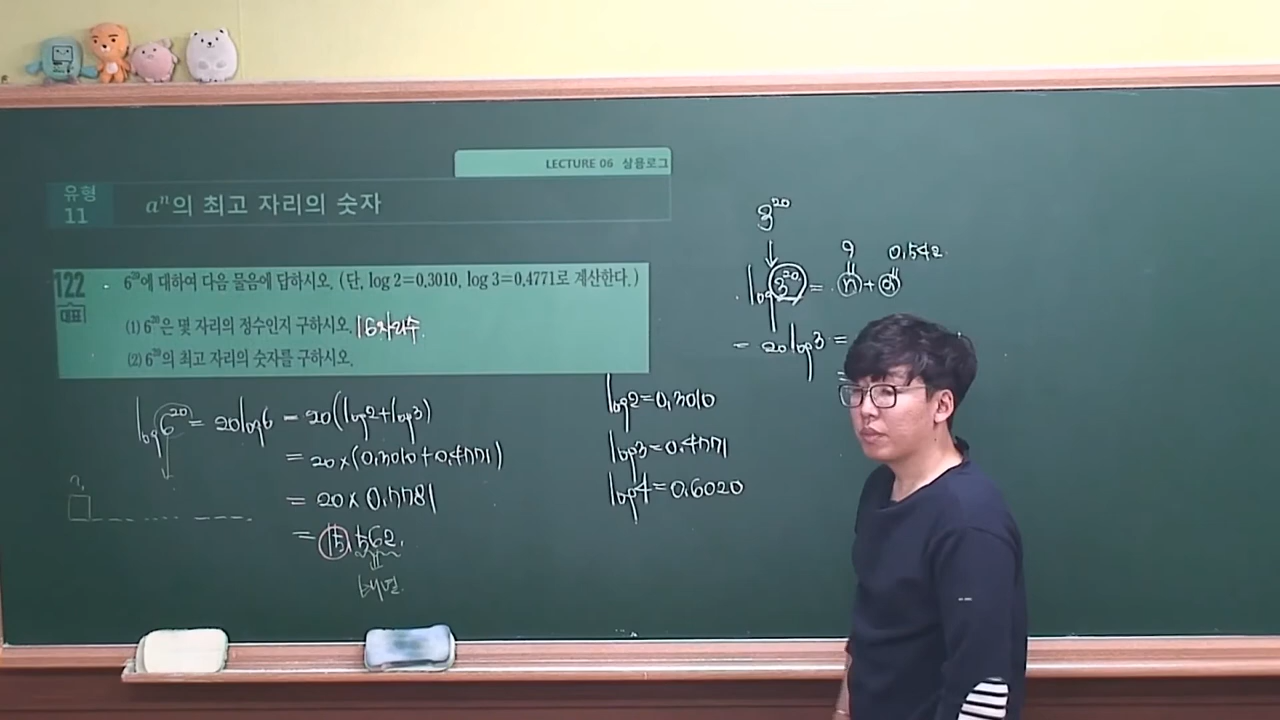 LECTURE 06 상용로그
유형 11
aⁿ의 최고 자리의 숫자
122 대표
6²⁰에 대하여 다음 물음에 답하시오. (단, log 2=0.3010, log 3=0.4771로 계산한다.)
(1) 6²⁰은 몇 자리의 정수인지 구하시오. 16자리수
(2) 6²⁰의 최고 자리의 숫자를 구하시오.
log6²⁰ = 20log6 = 20(log2+log3)
= 20×(0.3010+0.4771)
= 20×0.7781
= 15.562.
배열.
log2=0.3010
log3=0.4771
log4=0.6020
3²⁰
9 0.542
log3²⁰ = n+α
= 20log3 =